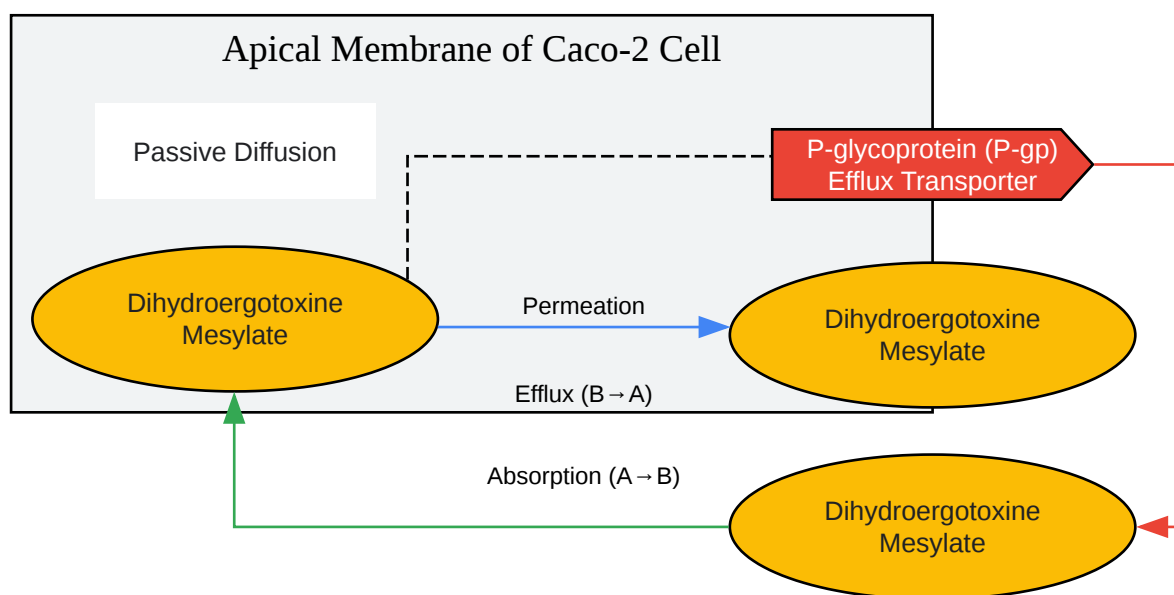 Apical Membrane of Caco-2 Cell
Passive Diffusion
P-glycoprotein (P-gp)
Efflux Transporter
Dihydroergotoxine
Mesylate
Permeation
Dihydroergotoxine
Mesylate
Efflux (B→A)
Absorption (A→B)
Dihydroergotoxine
Mesylate